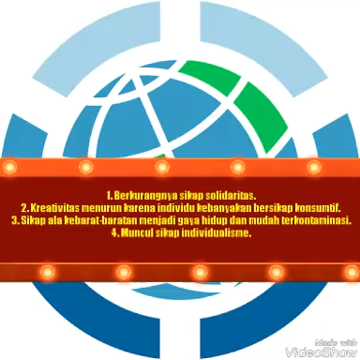 1. Berkurangnya sikap solidaritas.
2. Kreativitas menurun karena individu kebanyakan bersikap konsumtif.
3. Sikap ala kebarat-baratan menjadi gaya hidup dan mudah terkontaminasi.
4. Muncul sikap individualisme.
Made with
VideoShow